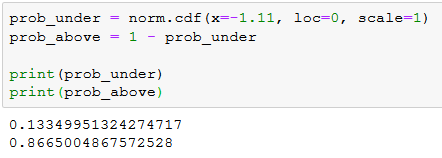 prob_under = norm.cdf(x=-1.11, loc=0, scale=1)
prob_above = 1 - prob_under
print(prob_under)
print(prob_above)
0.13349951324274717
0.8665004867572528